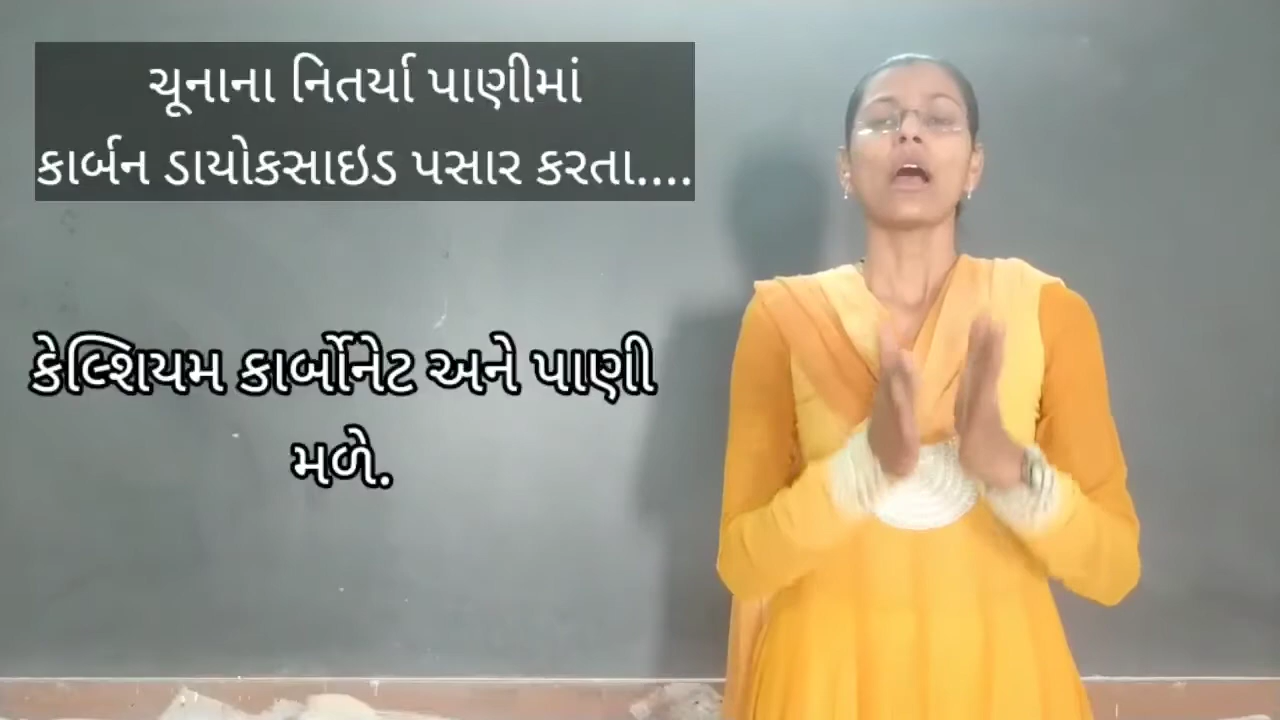 ચૂનાના નિતર્યા પાણીમાં
કાર્બન ડાયોકસાઇડ પસાર કરતા....
કેલ્શિયમ કાર્બોનેટ અને પાણી
મળે.